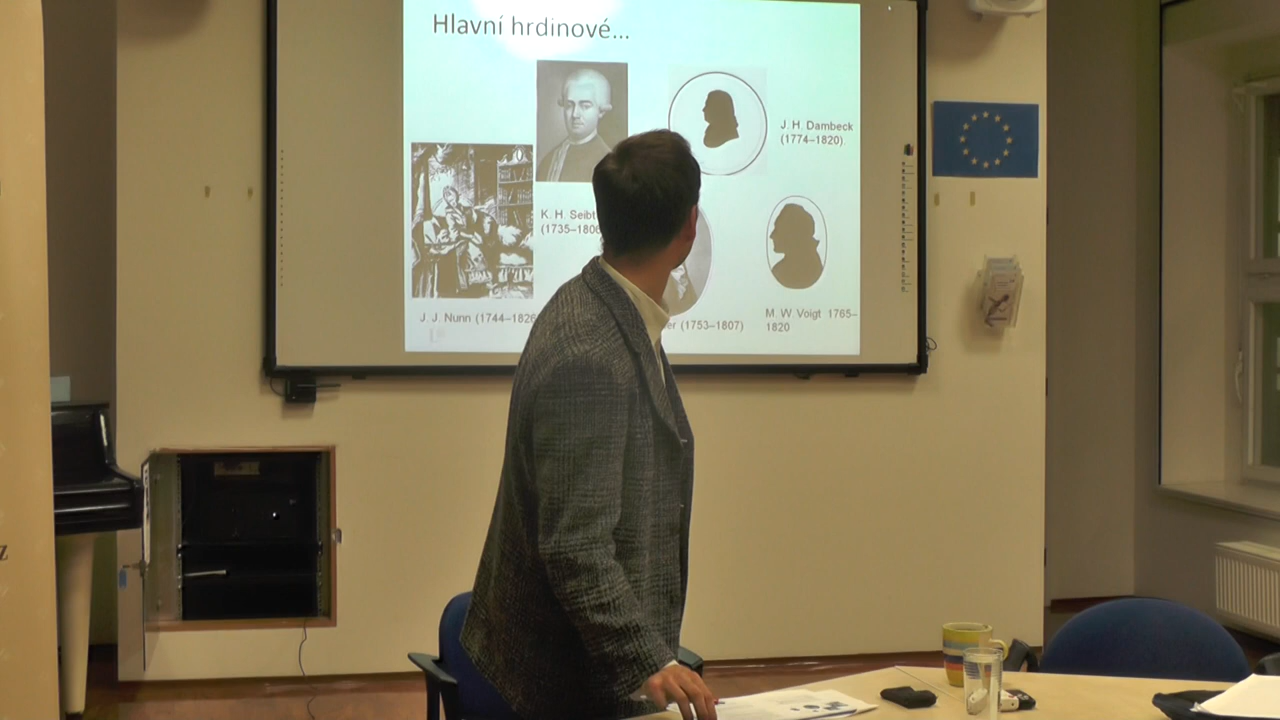 Hlavní hrdinové...
J. H. Dambeck
(1774–1820)
K. H. Seibt
(1735–1806
J. J. Nunn (1744–1826
er (1753–1807)
M. W. Voigt 1765–
1820
z